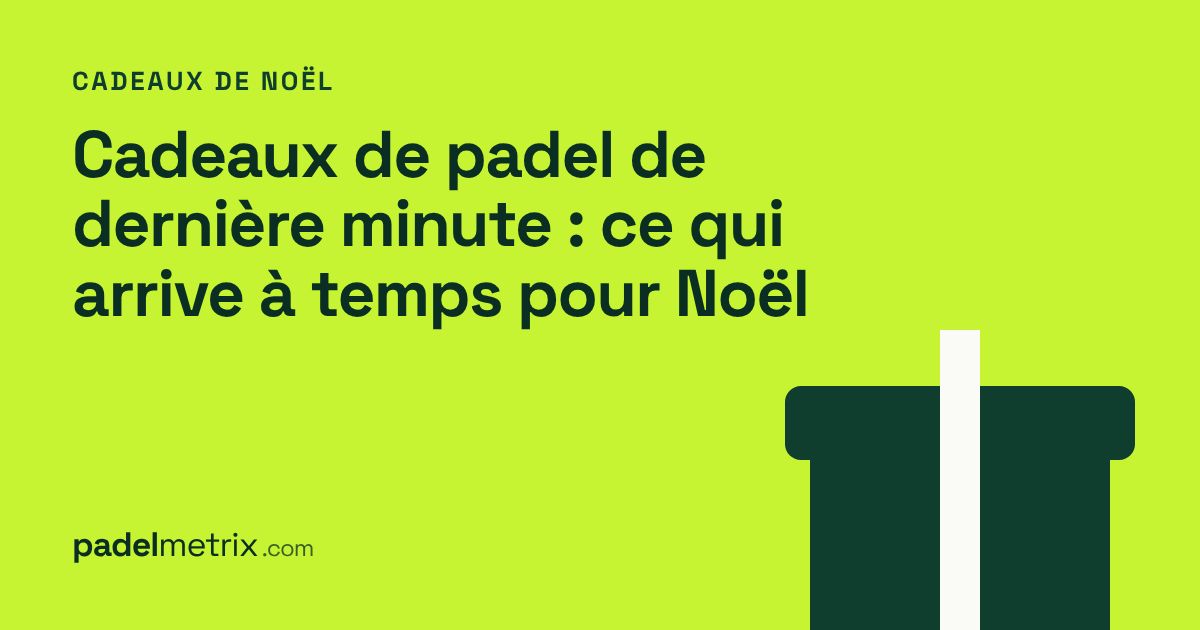 CADEAUX DE NOËL
Cadeaux de padel de
dernière minute : ce qui
arrive à temps pour Noël
padelmetrix.com